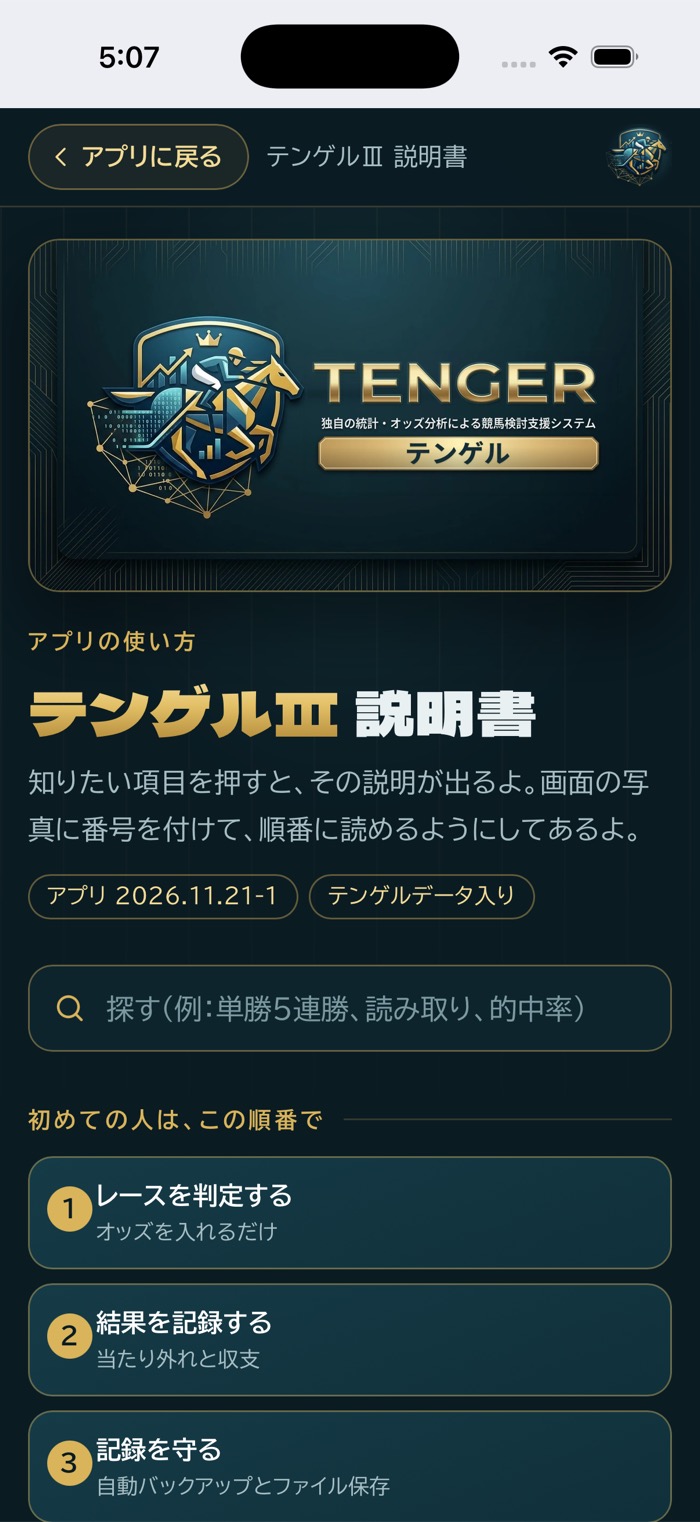 5:07
アプリに戻る
テンゲルⅢ 説明書
TENGER
独自の統計・オッズ分析による競馬検討支援システム
テンゲル
アプリの使い方
テンゲルⅢ 説明書
知りたい項目を押すと、その説明が出るよ。画面の写
真に番号を付けて、順番に読めるようにしてあるよ。
アプリ 2026.11.21-1
テンゲルデータ入り
探す(例:単勝5連勝、読み取り、的中率)
初めての人は、この順番で
1
レースを判定する
オッズを入れるだけ
2
結果を記録する
当たり外れと収支
3
記録を守る
自動バックアップとファイル保存